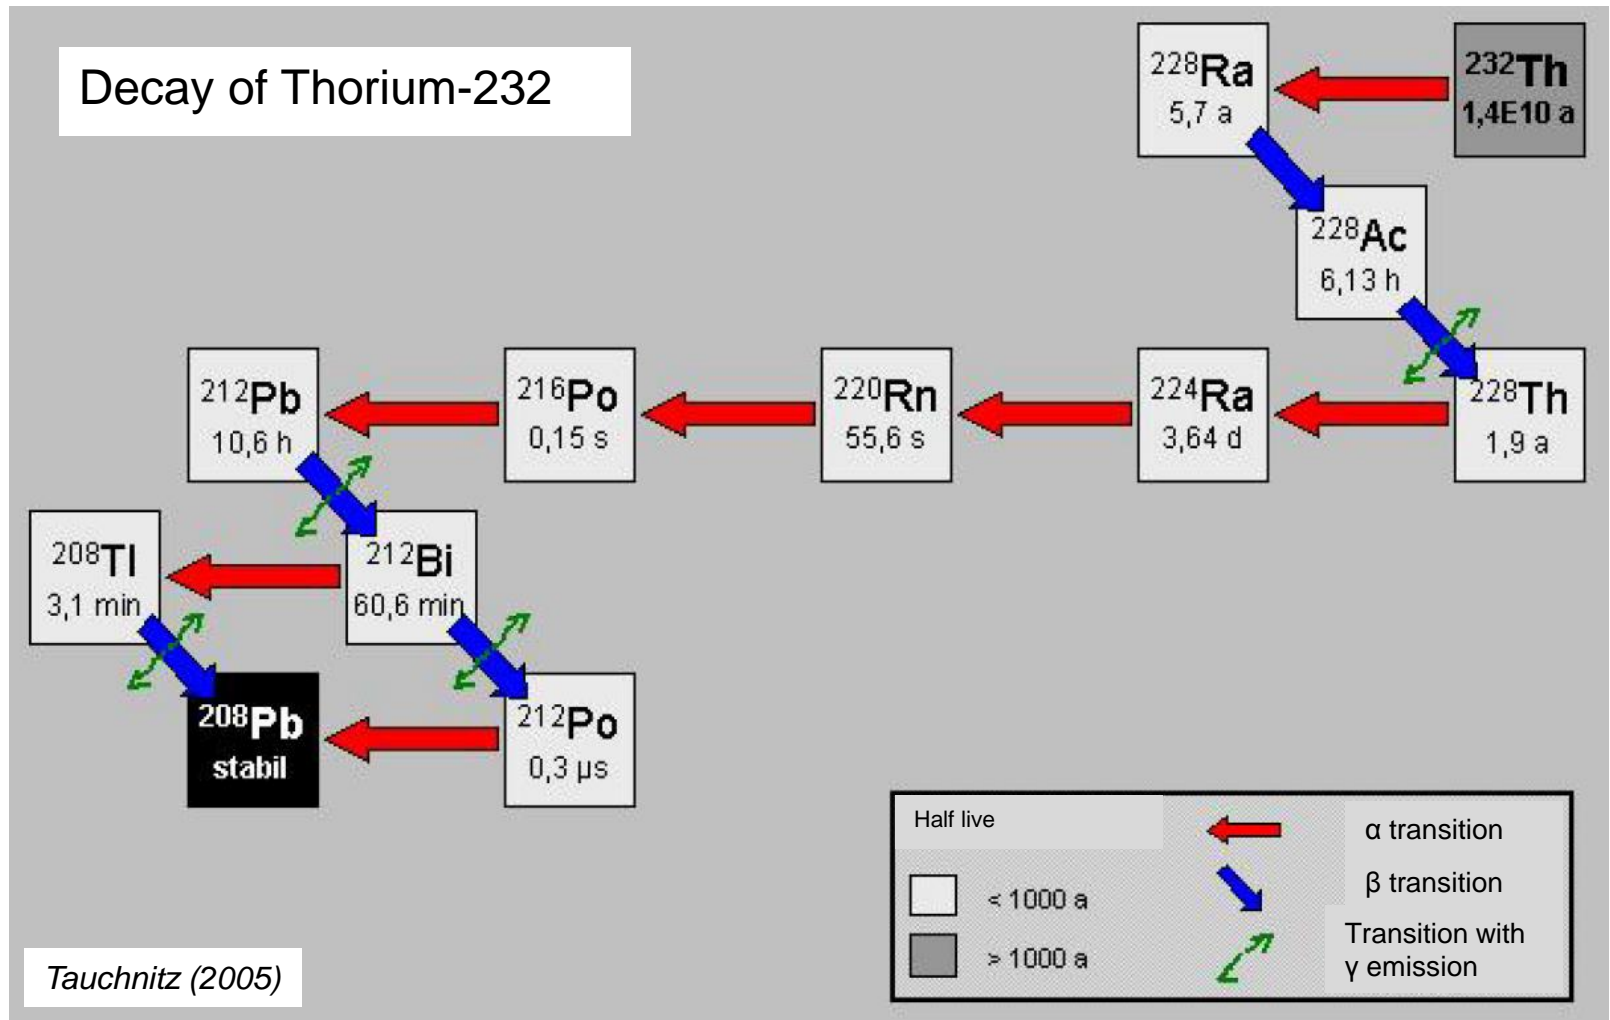 Decay of Thorium-232
228Ra
5,7 a
232Th
1,4E10 a
228Ac
6,13 h
212Pb
10,6 h
216Po
0,15 s
220Rn
55,6 s
224Ra
3,64 d
228Th
1,9 a
208Tl
3,1 min
212Bi
60,6 min
208Pb
stabil
212Po
0,3 µs
Half live
< 1000 a
> 1000 a
α transition
β transition
Transition with
γ emission
Tauchnitz (2005)